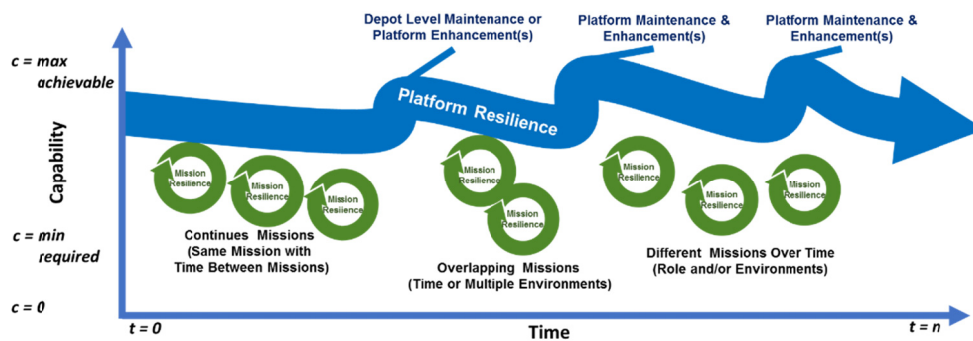 Depot Level Maintenance or
Platform Enhancement(s)
Platform Maintenance &
Enhancement(s)
Platform Maintenance &
Enhancement(s)
c = max
achievable
Capability
c = min
required
c = 0
Platform Resilience
Mission
Resilience
Mission
Resilience
Mission
Resilience
Mission
Resilience
Mission
Resilience
Mission
Resilience
Mission
Resilience
Mission
Resilience
Continues Missions
(Same Mission with
Time Between Missions)
Overlapping Missions
(Time or Multiple Environments)
Different Missions Over Time
(Role and/or Environments)
t = 0
Time
t = n